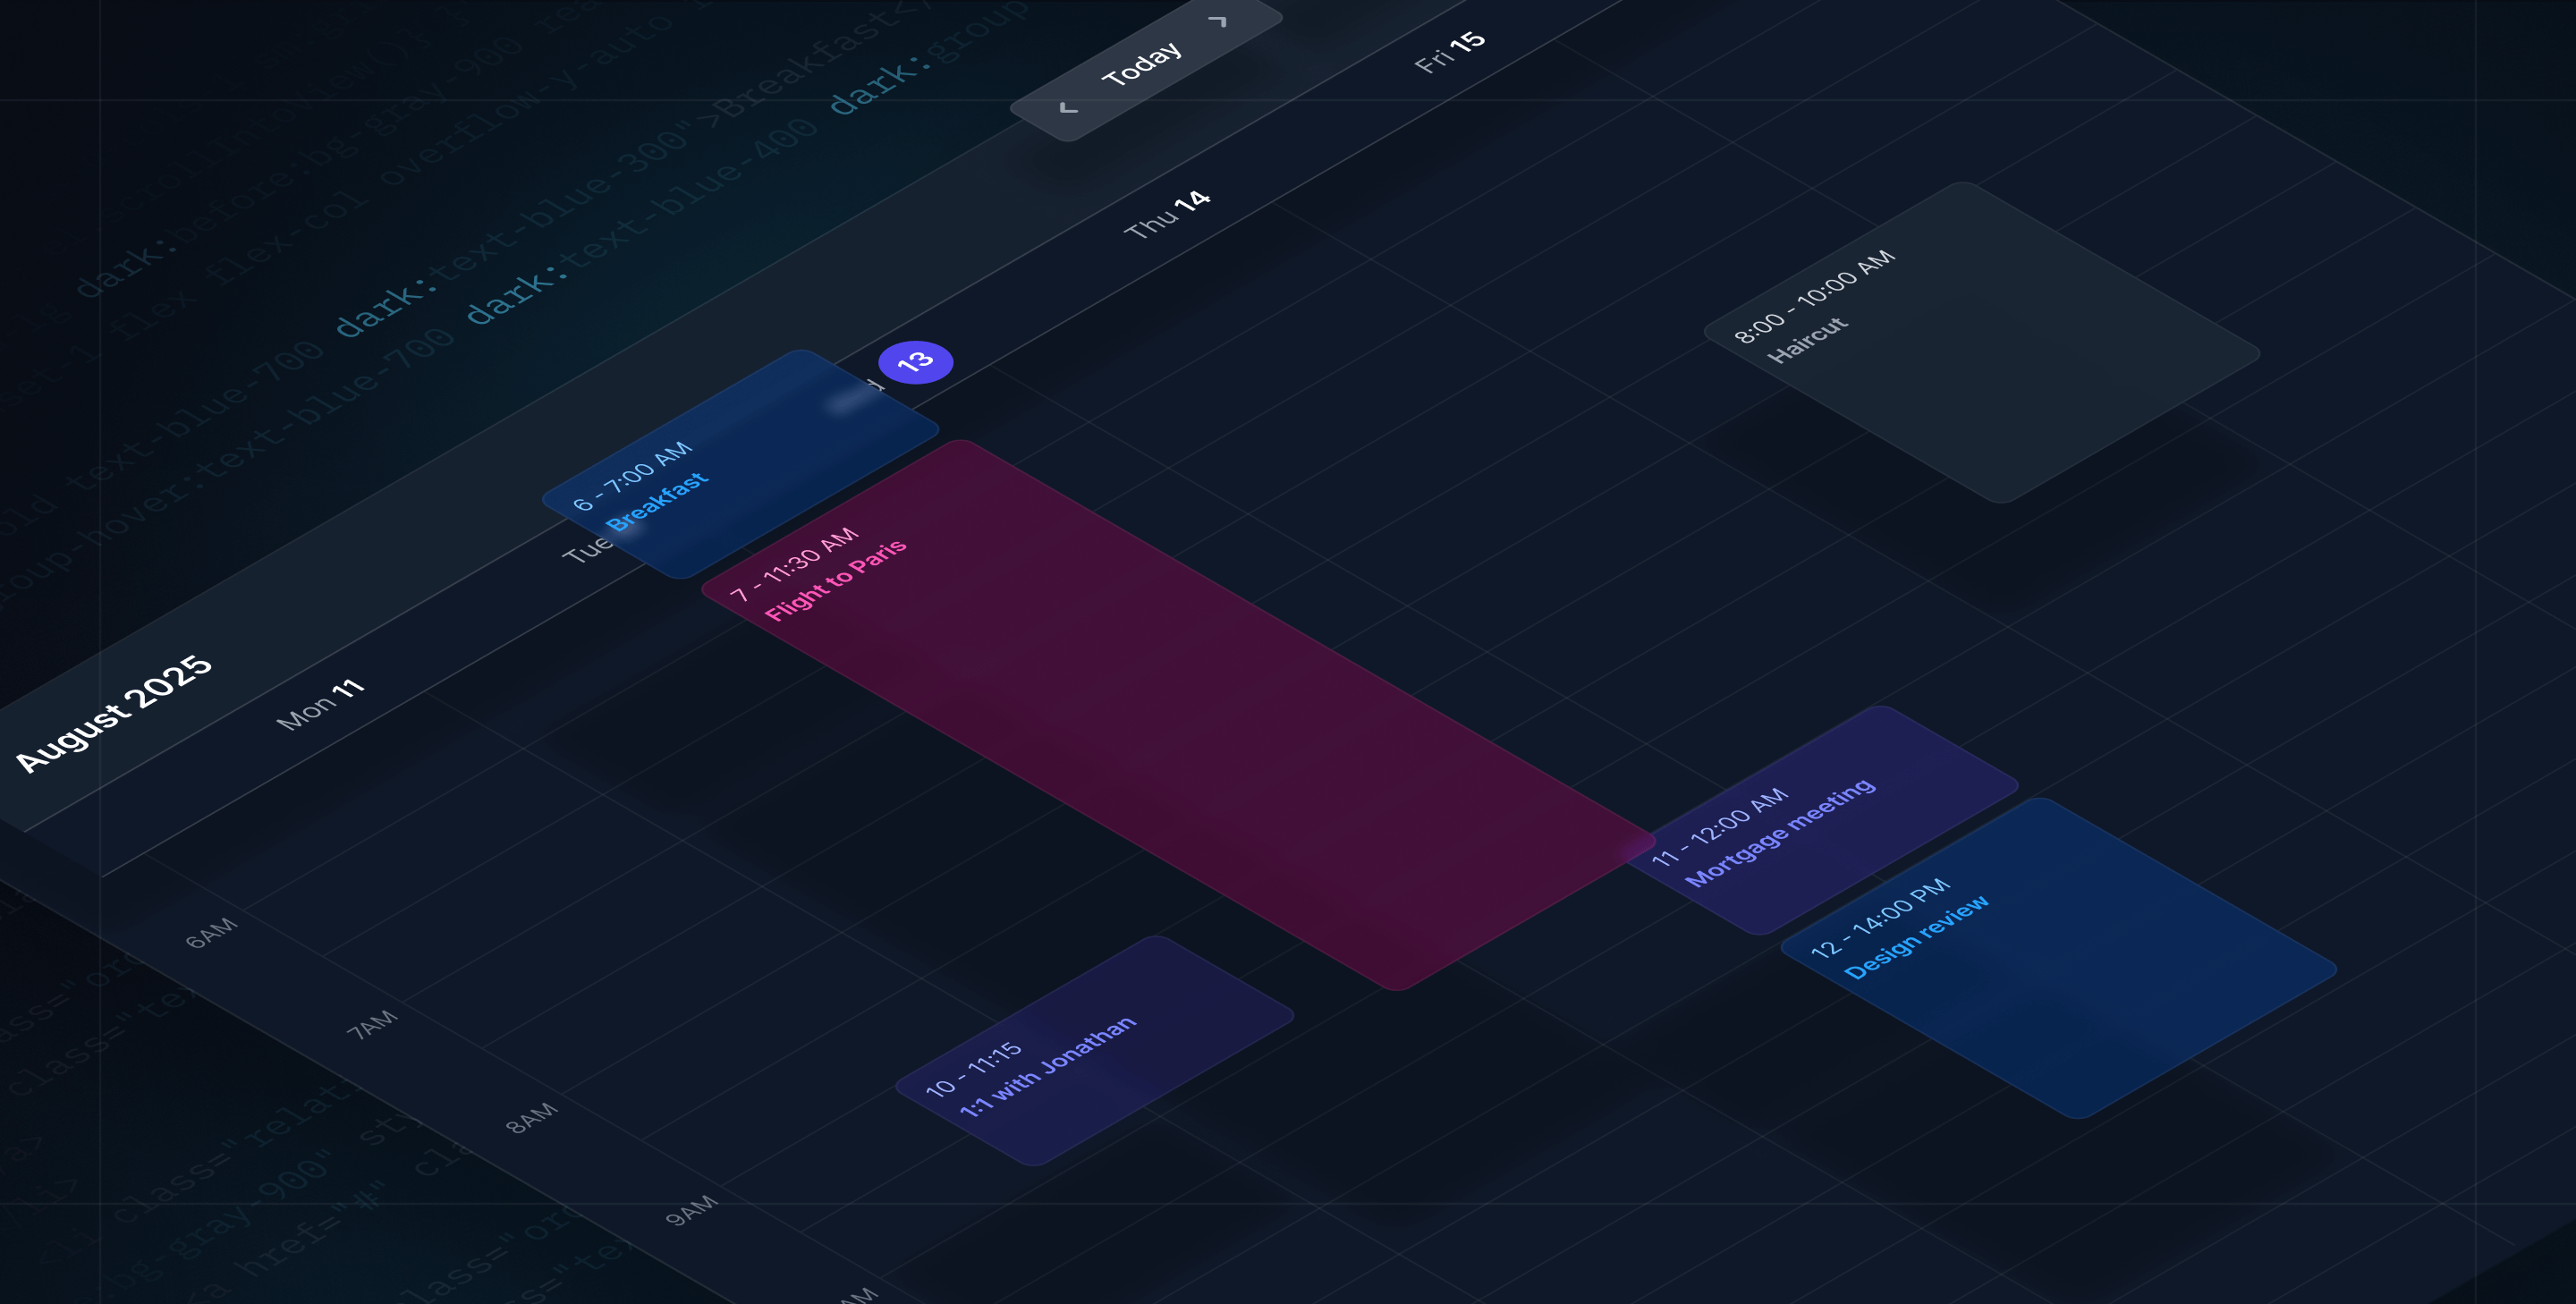 scrollIntoView()
dark:before:bg-gray-900
flex flex-col overflow-y-auto
text-blue-700 dark:text-blue-300">Breakfast</
group-hover:text-blue-700 dark:text-blue-400 dark:group
August 2025
Today
Mon 11
Tue
13
Thu 14
Fri 15
6AM
7AM
8AM
9AM
AM
6 - 7:00 AM
Breakfast
7 - 11:30 AM
Flight to Paris
10 - 11:15
1:1 with Jonathan
8:00 - 10:00 AM
Haircut
11 - 12:00 AM
Mortgage meeting
12 - 14:00 PM
Design review
class="relat
<li class="
bg-gray-900"
href="#"